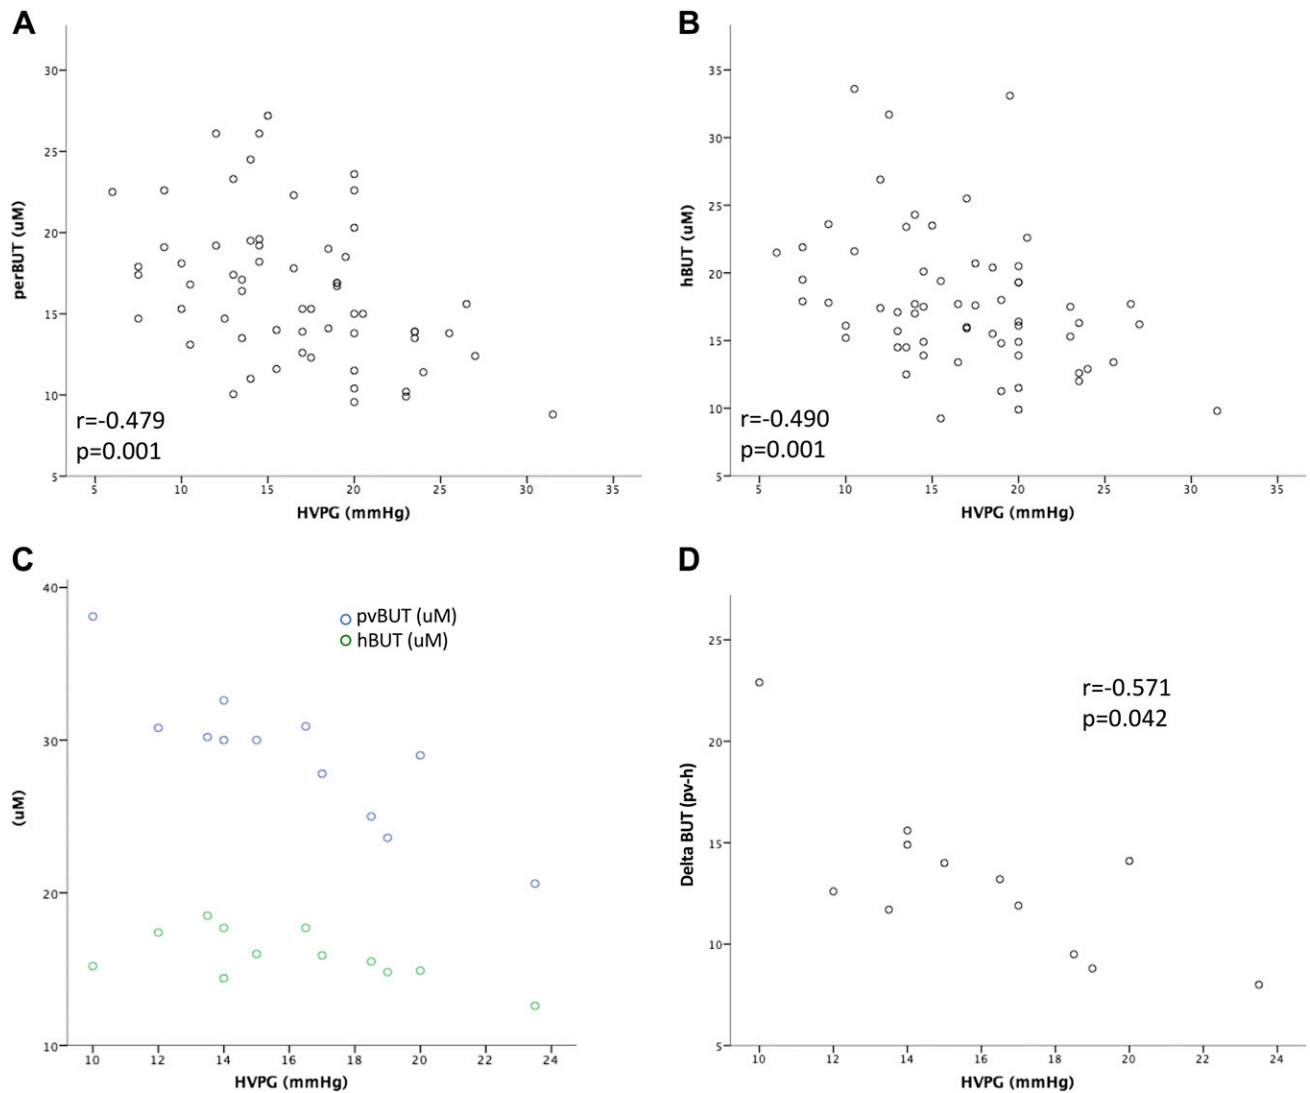 A
perBUT (uM)
30
25
20
15
10
5
r=-0.479
p=0.001
5 10 15 20 25 30 35
HVPG (mmHg)
B
hBUT (uM)
35
30
25
20
15
10
5
r=-0.490
p=0.001
5 10 15 20 25 30 35
HVPG (mmHg)
C
(uM)
40
30
20
10
pvBUT (uM)
hBUT (uM)
10 12 14 16 18 20 22 24
HVPG (mmHg)
D
Delta BUT (pv-h)
25
20
15
10
5
r=-0.571
p=0.042
10 12 14 16 18 20 22 24
HVPG (mmHg)